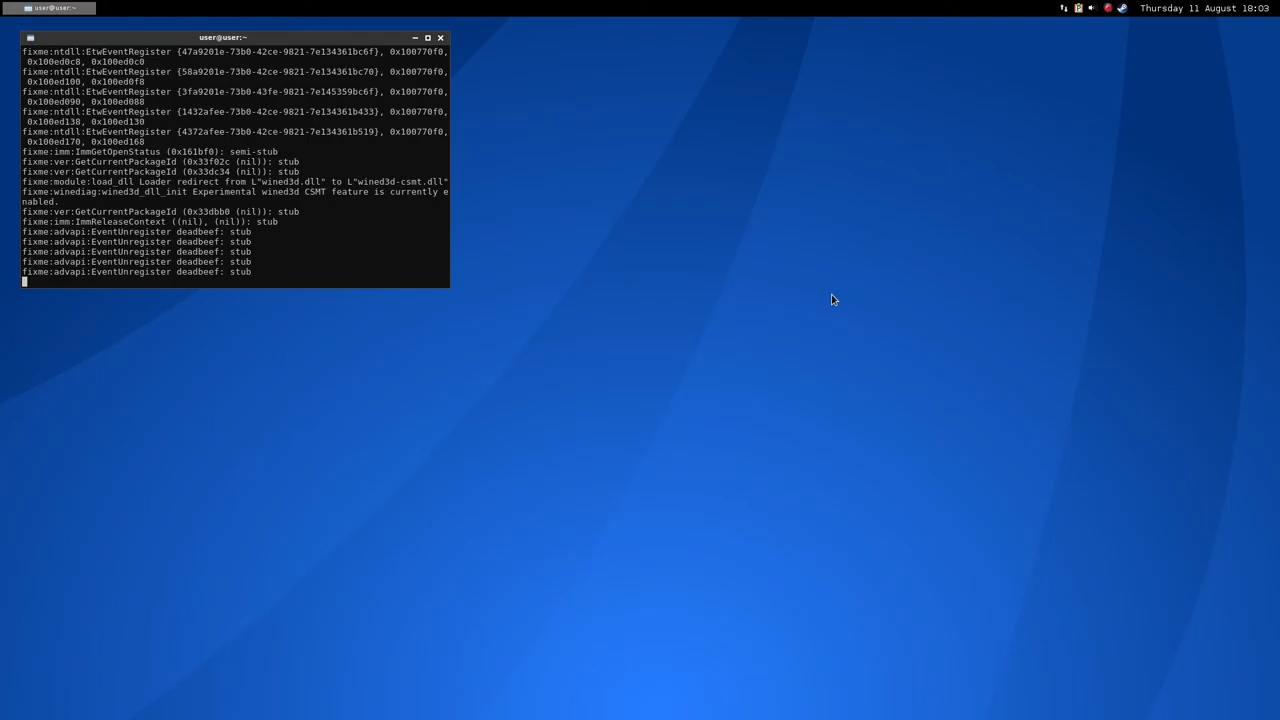 user@user:~
Thursday 11 August 18:03
user@user:~
fixme:ntdll:EtwEventRegister {47a9201e-73b0-42ce-9821-7e134361bc6f}, 0x100770f0,
0x100ed0c8, 0x100ed0c0
fixme:ntdll:EtwEventRegister {58a9201e-73b0-42ce-9821-7e134361bc70}, 0x100770f0,
0x100ed100, 0x100ed0f8
fixme:ntdll:EtwEventRegister {3fa9201e-73b0-43fe-9821-7e145359bc6f}, 0x100770f0,
0x100ed090, 0x100ed088
fixme:ntdll:EtwEventRegister {1432afee-73b0-42ce-9821-7e134361b433}, 0x100770f0,
0x100ed138, 0x100ed130
fixme:ntdll:EtwEventRegister {4372afee-73b0-42ce-9821-7e134361b519}, 0x100770f0,
0x100ed170, 0x100ed168
fixme:imm:ImmGetOpenStatus (0x161bf0): semi-stub
fixme:ver:GetCurrentPackageId (0x33f02c (nil)): stub
fixme:ver:GetCurrentPackageId (0x33dc34 (nil)): stub
fixme:module:load_dll Loader redirect from L"wined3d.dll" to L"wined3d-csmt.dll"
fixme:winediag:wined3d_dll_init Experimental wined3d CSMT feature is currently e
nabled.
fixme:ver:GetCurrentPackageId (0x33dbb0 (nil)): stub
fixme:imm:ImmReleaseContext ((nil), (nil)): stub
fixme:advapi:EventUnregister deadbeef: stub
fixme:advapi:EventUnregister deadbeef: stub
fixme:advapi:EventUnregister deadbeef: stub
fixme:advapi:EventUnregister deadbeef: stub
fixme:advapi:EventUnregister deadbeef: stub